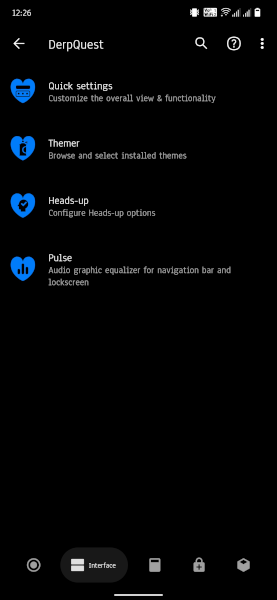 12:26
DerpQuest
Quick settings
Customize the overall view & functionality
Themer
Browse and select installed themes
Heads-up
Configure Heads-up options
Pulse
Audio graphic equalizer for navigation bar and
lockscreen
Interface